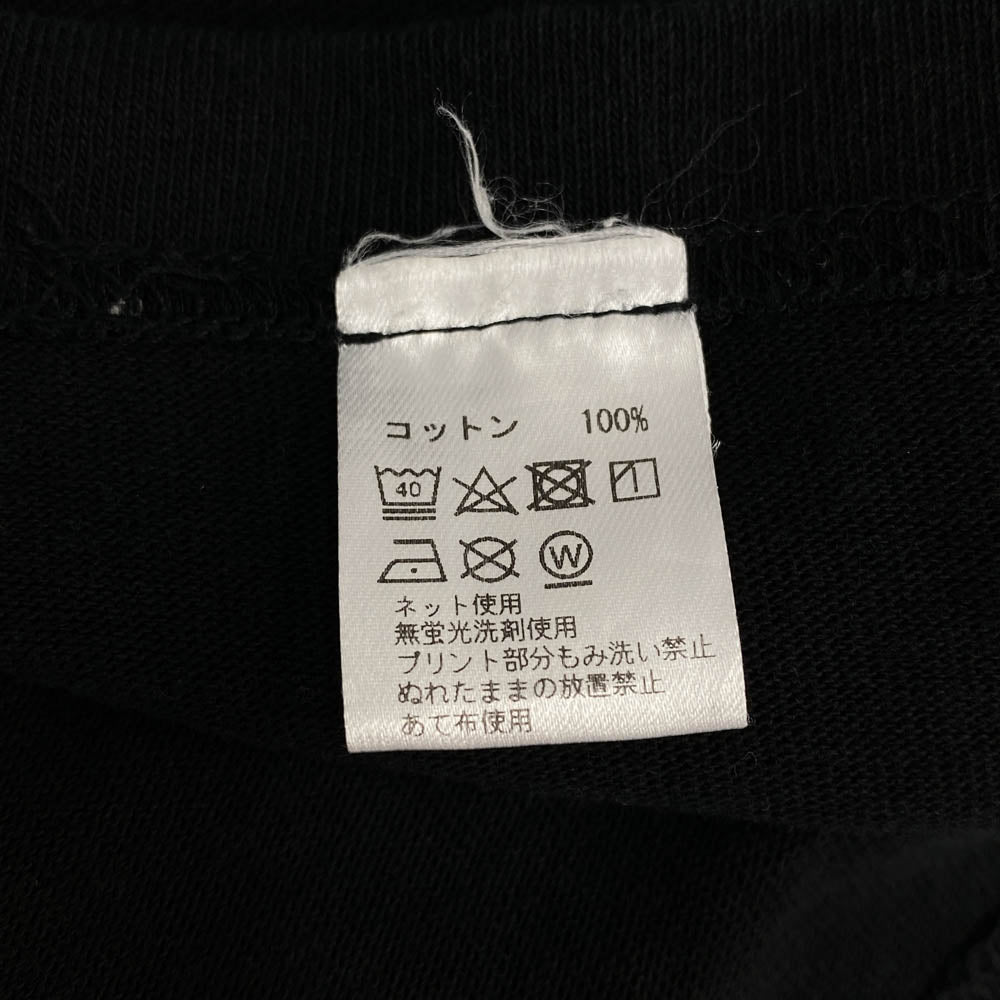 コットン 100%
40
W
ネット使用
無蛍光洗剤使用
プリント部分もみ洗い禁止
ぬれたままの放置禁止
あて布使用